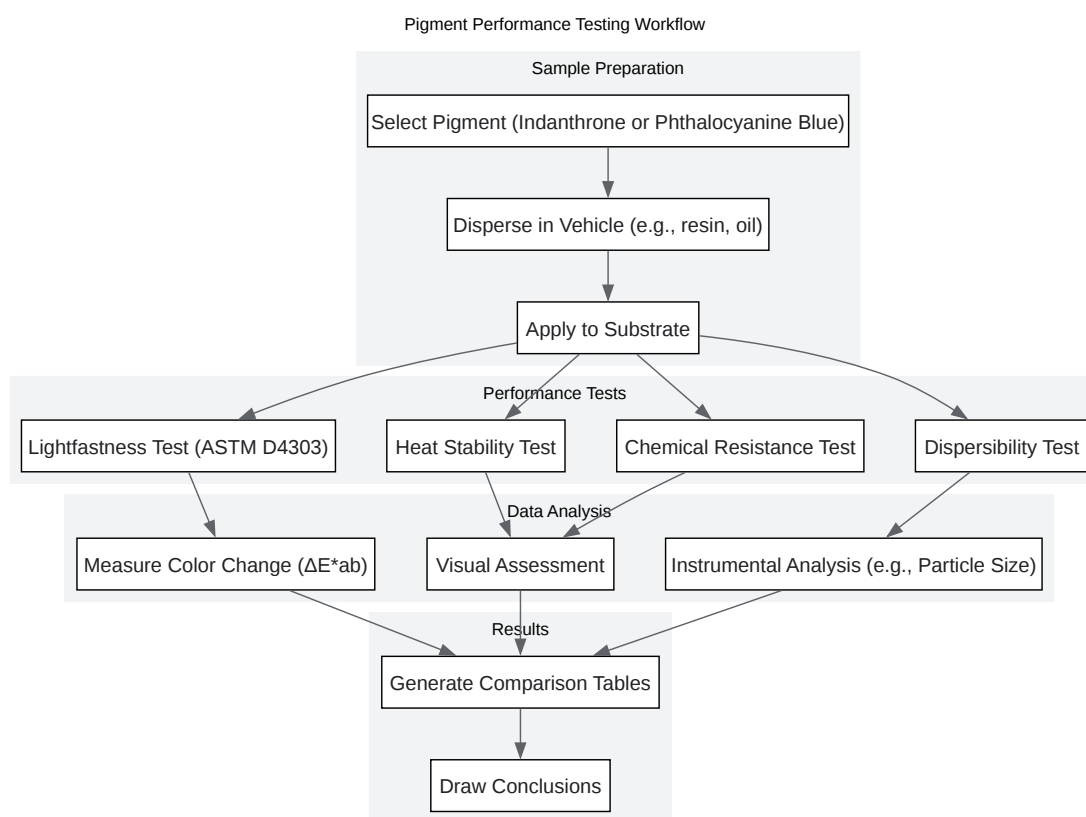 Pigment Performance Testing Workflow
Sample Preparation
Select Pigment (Indanthrone or Phthalocyanine Blue)
Disperse in Vehicle (e.g., resin, oil)
Apply to Substrate
Performance Tests
Lightfastness Test (ASTM D4303)
Heat Stability Test
Chemical Resistance Test
Dispersibility Test
Data Analysis
Measure Color Change (ΔE*ab)
Visual Assessment
Instrumental Analysis (e.g., Particle Size)
Results
Generate Comparison Tables
Draw Conclusions